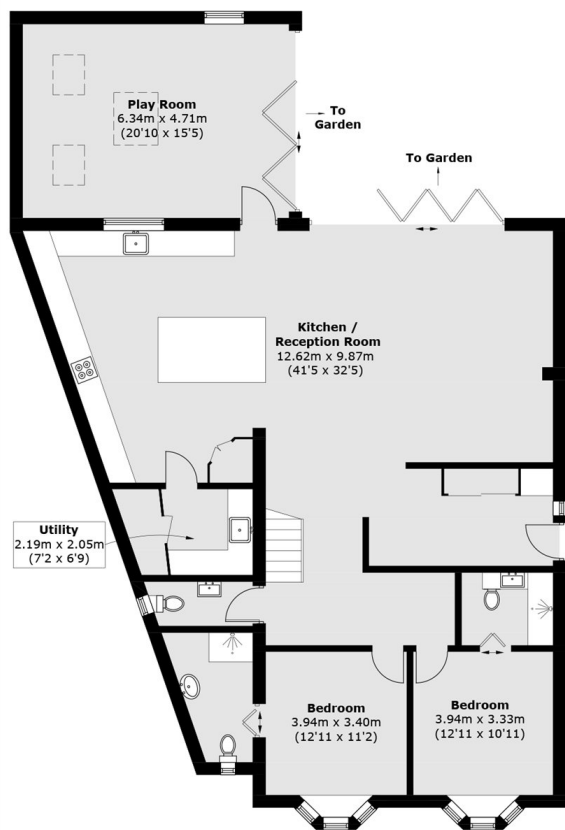 Play Room
6.34m x 4.71m
(20'10 x 15'5)
To
Garden
To Garden
Kitchen /
Reception Room
12.62m x 9.87m
(41'5 x 32'5)
Utility
2.19m x 2.05m
(7'2 x 6'9)
Bedroom
3.94m x 3.40m
(12'11 x 11'2)
Bedroom
3.94m x 3.33m
(12'11 x 10'11)